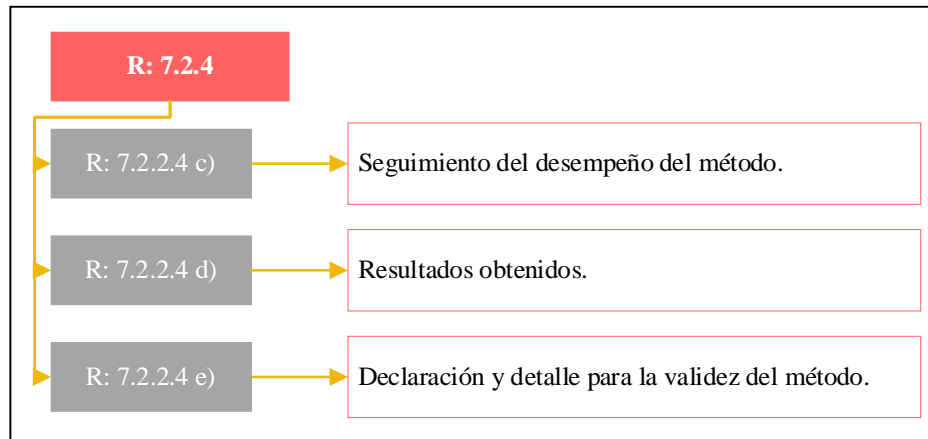 R: 7.2.4
R: 7.2.2.4 c)
Seguimiento del desempeño del método.
R: 7.2.2.4 d)
Resultados obtenidos.
R: 7.2.2.4 e)
Declaración y detalle para la validez del método.